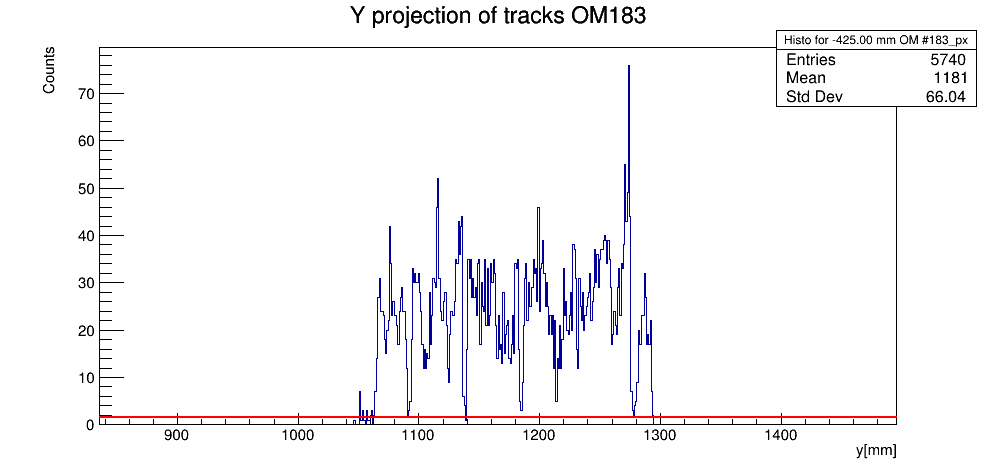 Y projection of tracks OM183
Histo for -425.00 mm OM #183_px
Entries 5740
Mean 1181
Std Dev 66.04
Counts
70
60
50
40
30
20
10
0
900 1000 1100 1200 1300 1400
y[mm]